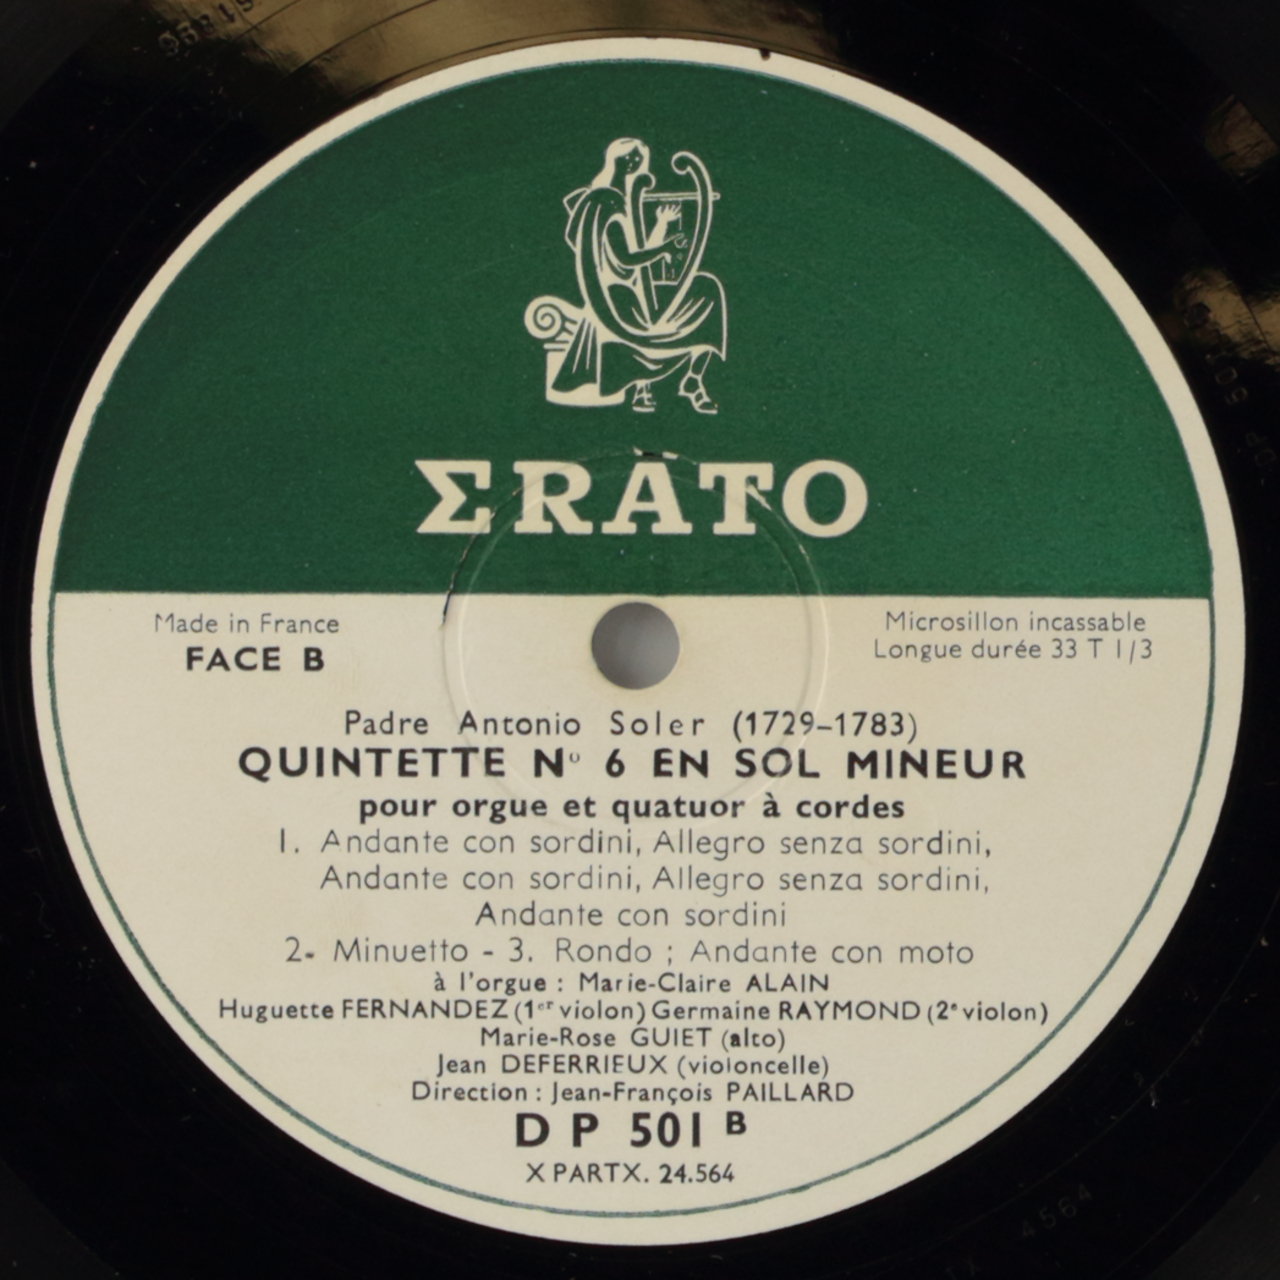 ΣRATO
Made in France
FACE B
Microsillon incassable
Longue durée 33 T 1/3
Padre Antonio Soler (1729–1783)
QUINTETTE Nº 6 EN SOL MINEUR
pour orgue et quatuor à cordes
1. Andante con sordini, Allegro senza sordini,
Andante con sordini, Allegro senza sordini,
Andante con sordini
2- Minuetto - 3. Rondo ; Andante con moto
à l'orgue : Marie-Claire ALAIN
Huguette FERNANDEZ (1er violon) Germaine RAYMOND (2e violon)
Marie-Rose GUIET (alto)
Jean DEFERRIEUX (violoncelle)
Direction : Jean-François PAILLARD
D P 501 B
X PARTX. 24.564
4564